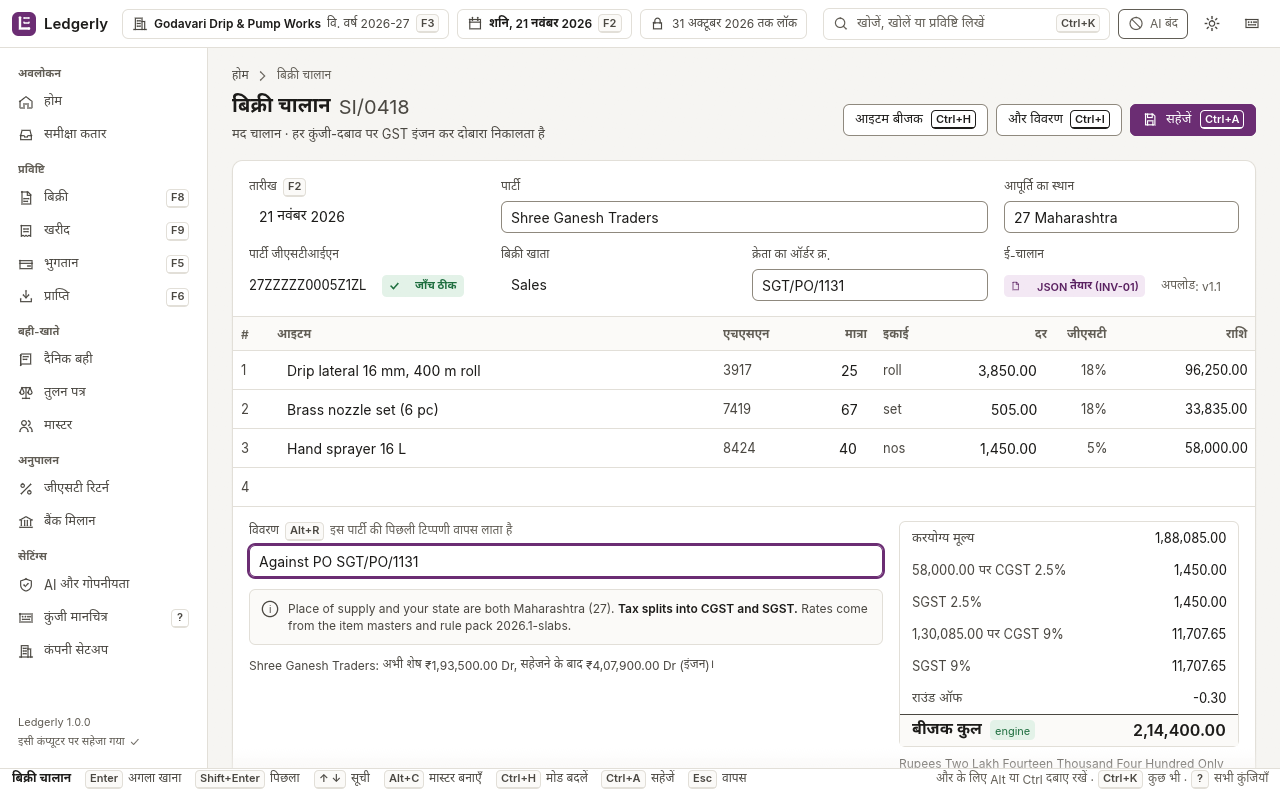 Ledgerly
Godavari Drip & Pump Works वि. वर्ष 2026-27 F3
शनि, 21 नवंबर 2026 F2
31 अक्टूबर 2026 तक लॉक
खोजें, खोलें या प्रविष्टि लिखें Ctrl+K
AI बंद
अवलोकन
होम
समीक्षा कतार
प्रविष्टि
बिक्री F8
खरीद F9
भुगतान F5
प्राप्ति F6
बही-खाते
दैनिक बही
तुलन पत्र
मास्टर
अनुपालन
जीएसटी रिटर्न
बैंक मिलान
सेटिंग्स
AI और गोपनीयता
कुंजी मानचित्र ?
कंपनी सेटअप
Ledgerly 1.0.0
इसी कंप्यूटर पर सहेजा गया
होम > बिक्री चालान
बिक्री चालान SI/0418
मद चालान · हर कुंजी-दबाव पर GST इंजन कर दोबारा निकालता है
आइटम बीजक Ctrl+H
और विवरण Ctrl+I
सहेजें Ctrl+A
तारीख F2 पार्टी आपूर्ति का स्थान
21 नवंबर 2026 Shree Ganesh Traders 27 Maharashtra
पार्टी जीएसटीआईएन बिक्री खाता क्रेता का ऑर्डर क्र. ई-चालान
27ZZZZZ0005Z1ZL जाँच ठीक Sales SGT/PO/1131 JSON तैयार (INV-01) अपलोड: v1.1
# आइटम एचएसएन मात्रा इकाई दर जीएसटी राशि
1 Drip lateral 16 mm, 400 m roll 3917 25 roll 3,850.00 18% 96,250.00
2 Brass nozzle set (6 pc) 7419 67 set 505.00 18% 33,835.00
3 Hand sprayer 16 L 8424 40 nos 1,450.00 5% 58,000.00
4
विवरण Alt+R इस पार्टी की पिछली टिप्पणी वापस लाता है
Against PO SGT/PO/1131
Place of supply and your state are both Maharashtra (27). Tax splits into CGST and SGST. Rates come
from the item masters and rule pack 2026.1-slabs.
Shree Ganesh Traders: अभी शेष ₹1,93,500.00 Dr, सहेजने के बाद ₹4,07,900.00 Dr (इंजन)।
करयोग्य मूल्य 1,88,085.00
58,000.00 पर CGST 2.5% 1,450.00
SGST 2.5% 1,450.00
1,30,085.00 पर CGST 9% 11,707.65
SGST 9% 11,707.65
राउंड ऑफ -0.30
बीजक कुल engine 2,14,400.00
Rupees Two Lakh Fourteen Thousand Four Hundred Only
बिक्री चालान Enter अगला खाना Shift+Enter पिछला ↑ ↓ सूची Alt+C मास्टर बनाएँ Ctrl+H मोड बदलें Ctrl+A सहेजें Esc वापस
और के लिए Alt या Ctrl दबाए रखें · Ctrl+K कुछ भी · ? सभी कुंजियाँ